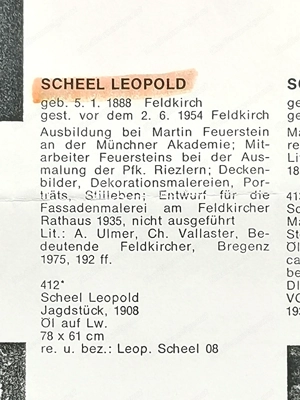 SCHEEL LEOPOLD
geb. 5. 1. 1888 Feldkirch
gest. vor dem 2. 6. 1954 Feldkirch
Ausbildung bei Martin Feuerstein
an der Münchner Akademie; Mit-
arbeiter Feuersteins bei der Aus-
malung der Pfk. Riezlern; Decken-
bilder, Dekorationsmalereien, Por-
träts, Stilleben; Entwurf für die
Fassadenmalerei am Feldkircher
Rathaus 1935, nicht ausgeführt
Lit.: A. Ulmer, Ch. Vallaster, Be-
deutende Feldkircher, Bregenz
1975, 192 ff.
412*
Scheel Leopold
Jagdstück, 1908
Öl auf Lw.
78 x 61 cm
re. u. bez.: Leop. Scheel 08